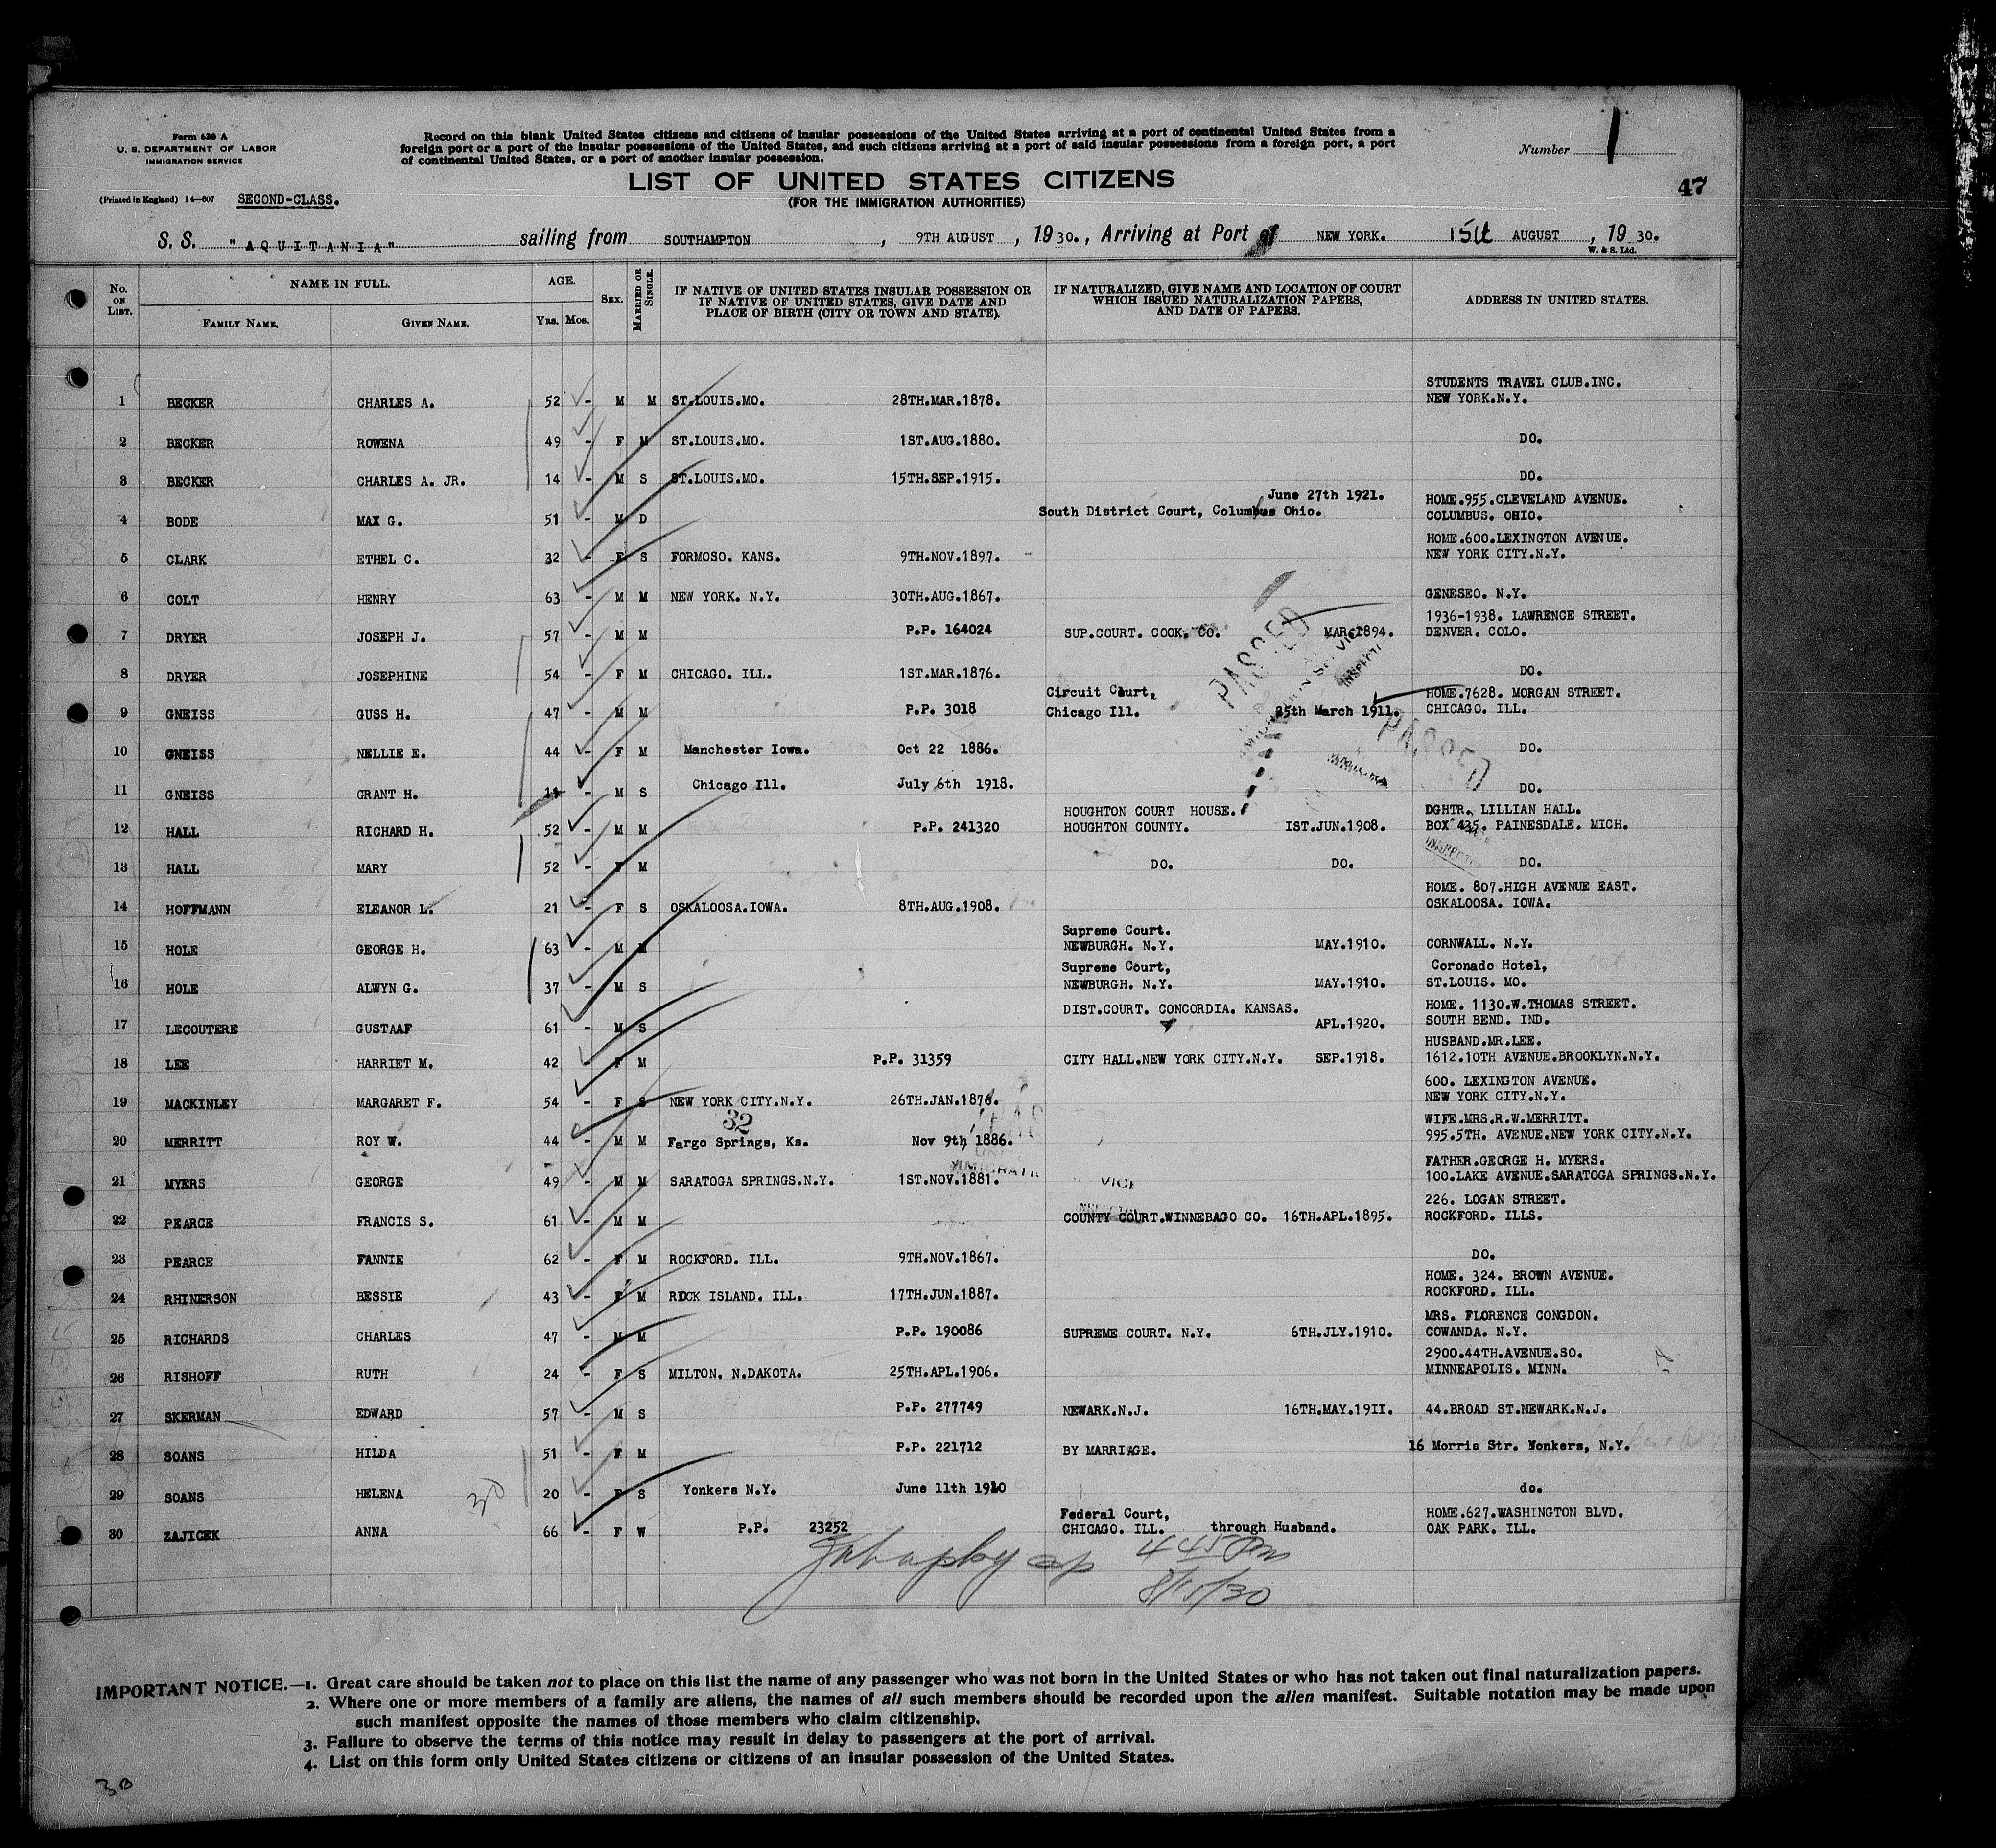 Form 630 A
U. S. DEPARTMENT OF LABOR
IMMIGRATION SERVICE
Record on this blank United States citizens and citizens of insular possessions of the United States arriving at a port of continental United States from a
foreign port or a port of the insular possessions of the United States, and such citizens arriving at a port of said insular possessions from a foreign port, a port
of continental United States, or a port of another insular possession.
Number 1
LIST OF UNITED STATES CITIZENS
47
(Printed in England) 14—607 SECOND-CLASS.
(FOR THE IMMIGRATION AUTHORITIES)
S. S. "AQUITANIA" sailing from SOUTHAMPTON, 9TH AUGUST, 1930., Arriving at Port of NEW YORK. 15th AUGUST, 1930.
W. & S. Ltd.
No. ON LIST. NAME IN FULL. FAMILY NAME. GIVEN NAME. AGE. YRS. MOS. SEX. MARRIED OR SINGLE. IF NATIVE OF UNITED STATES INSULAR POSSESSION OR IF NATIVE OF UNITED STATES, GIVE DATE AND PLACE OF BIRTH (CITY OR TOWN AND STATE). IF NATURALIZED, GIVE NAME AND LOCATION OF COURT WHICH ISSUED NATURALIZATION PAPERS, AND DATE OF PAPERS. ADDRESS IN UNITED STATES.
STUDENTS TRAVEL CLUB.INC.
1 BECKER CHARLES A. 52 - M M ST.LOUIS.MO. 28TH.MAR.1878. NEW YORK.N.Y.
2 BECKER ROWENA 49 - F M ST.LOUIS.MO. 1ST.AUG.1880. DO.
3 BECKER CHARLES A. JR. 14 - M S ST.LOUIS.MO. 15TH.SEP.1915. DO.
June 27th 1921. HOME.955.CLEVELAND AVENUE.
4 BODE MAX G. 51 - M D South District Court, Columbus Ohio. COLUMBUS. OHIO.
HOME.600.LEXINGTON AVENUE.
5 CLARK ETHEL C. 32 - F S FORMOSO. KANS. 9TH.NOV.1897. NEW YORK CITY.N.Y.
6 COLT HENRY 63 - M M NEW YORK. N.Y. 30TH.AUG.1867. GENESEO. N.Y.
1936-1938. LAWRENCE STREET.
7 DRYER JOSEPH J. 57 - M M P.P. 164024 SUP.COURT. COOK. CO. MAR.1894. DENVER. COLO.
8 DRYER JOSEPHINE 54 - F M CHICAGO. ILL. 1ST.MAR.1876. DO.
Circuit Court, HOME.7628. MORGAN STREET.
9 GNEISS GUSS H. 47 - M M P.P. 3018 Chicago Ill. 25th March 1911. CHICAGO. ILL.
10 GNEISS NELLIE E. 44 - F M Manchester Iowa. Oct 22 1886. DO.
11 GNEISS GRANT H. - M S Chicago Ill. July 6th 1918. DO.
HOUGHTON COURT HOUSE. DGHTR. LILLIAN HALL.
12 HALL RICHARD H. 52 - M M P.P. 241320 HOUGHTON COUNTY. IST.JUN.1908. BOX 425. PAINESDALE. MICH.
13 HALL MARY 52 - F M DO. DO. DO.
HOME. 807.HIGH AVENUE EAST.
14 HOFFMANN ELEANOR L. 21 - F S OSKALOOSA.IOWA. 8TH.AUG.1908. OSKALOOSA. IOWA.
Supreme Court.
15 HOLE GEORGE H. 63 - M M NEWBURGH. N.Y. MAY.1910. CORNWALL. N.Y.
Supreme Court, Coronado Hotel,
16 HOLE ALWYN G. 37 - M S NEWBURGH. N.Y. MAY.1910. ST.LOUIS. MO.
DIST.COURT. CONCORDIA. KANSAS. HOME. 1130.W.THOMAS STREET.
17 LECOUTERE GUSTAAF 61 - M S APL.1920. SOUTH BEND. IND.
HUSBAND.MR.LEE.
18 LEE HARRIET M. 42 - F M P.P. 31359 CITY HALL.NEW YORK CITY.N.Y. SEP.1918. 1612.10TH AVENUE.BROOKLYN.N.Y.
600. LEXINGTON AVENUE.
19 MACKINLEY MARGARET F. 54 - F S NEW YORK CITY.N.Y. 26TH.JAN.1876. NEW YORK CITY.N.Y.
32 WIFE.MRS.R.W.MERRITT.
20 MERRITT ROY W. 44 - M M Fargo Springs, Ks. Nov 9th 1886. 995.5TH. AVENUE.NEW YORK CITY.N.Y.
FATHER.GEORGE H. MYERS.
21 MYERS GEORGE 49 - M M SARATOGA SPRINGS.N.Y. 1ST.NOV.1881. 100.LAKE AVENUE.SARATOGA SPRINGS.N.Y.
226. LOGAN STREET.
22 PEARCE FRANCIS S. 61 - M M COUNTY COURT.WINNEBAGO CO. 16TH.APL.1895. ROCKFORD. ILLS.
23 PEARCE FANNIE 62 - F M ROCKFORD. ILL. 9TH.NOV.1867. DO.
HOME. 324. BROWN AVENUE.
24 RHINERSON BESSIE 43 - F M ROCK ISLAND. ILL. 17TH.JUN.1887. ROCKFORD. ILL.
MRS. FLORENCE CONGDON.
25 RICHARDS CHARLES 47 - M M P.P. 190086 SUPREME COURT. N.Y. 6TH.JLY.1910. COWANDA. N.Y.
2900.44TH.AVENUE.SO.
26 RISHOFF RUTH 24 - F S MILTON. N.DAKOTA. 25TH.APL.1906. MINNEAPOLIS. MINN.
27 SKERMAN EDWARD 57 - M S P.P. 277749 NEWARK.N.J. 16TH.MAY.19II. 44.BROAD ST.NEWARK.N.J.
28 SOANS HILDA 51 - F M P.P. 221712 BY MARRIAGE. 16 Morris Str. Yonkers, N.Y.
29 SOANS HELENA 30 20 - F S Yonkers N.Y. June 11th 1910 do.
Federal Court, HOME.627.WASHINGTON BLVD.
30 ZAJICEK ANNA 66 - F W P.P. 23252 CHICAGO. ILL. through Husband. OAK PARK. ILL.
4 45 Pm
8/15/30
PASSED
PASSED
IMPORTANT NOTICE.—1. Great care should be taken not to place on this list the name of any passenger who was not born in the United States or who has not taken out final naturalization papers.
2. Where one or more members of a family are aliens, the names of all such members should be recorded upon the alien manifest. Suitable notation may be made upon
such manifest opposite the names of those members who claim citizenship.
3. Failure to observe the terms of this notice may result in delay to passengers at the port of arrival.
4. List on this form only United States citizens or citizens of an insular possession of the United States.
30